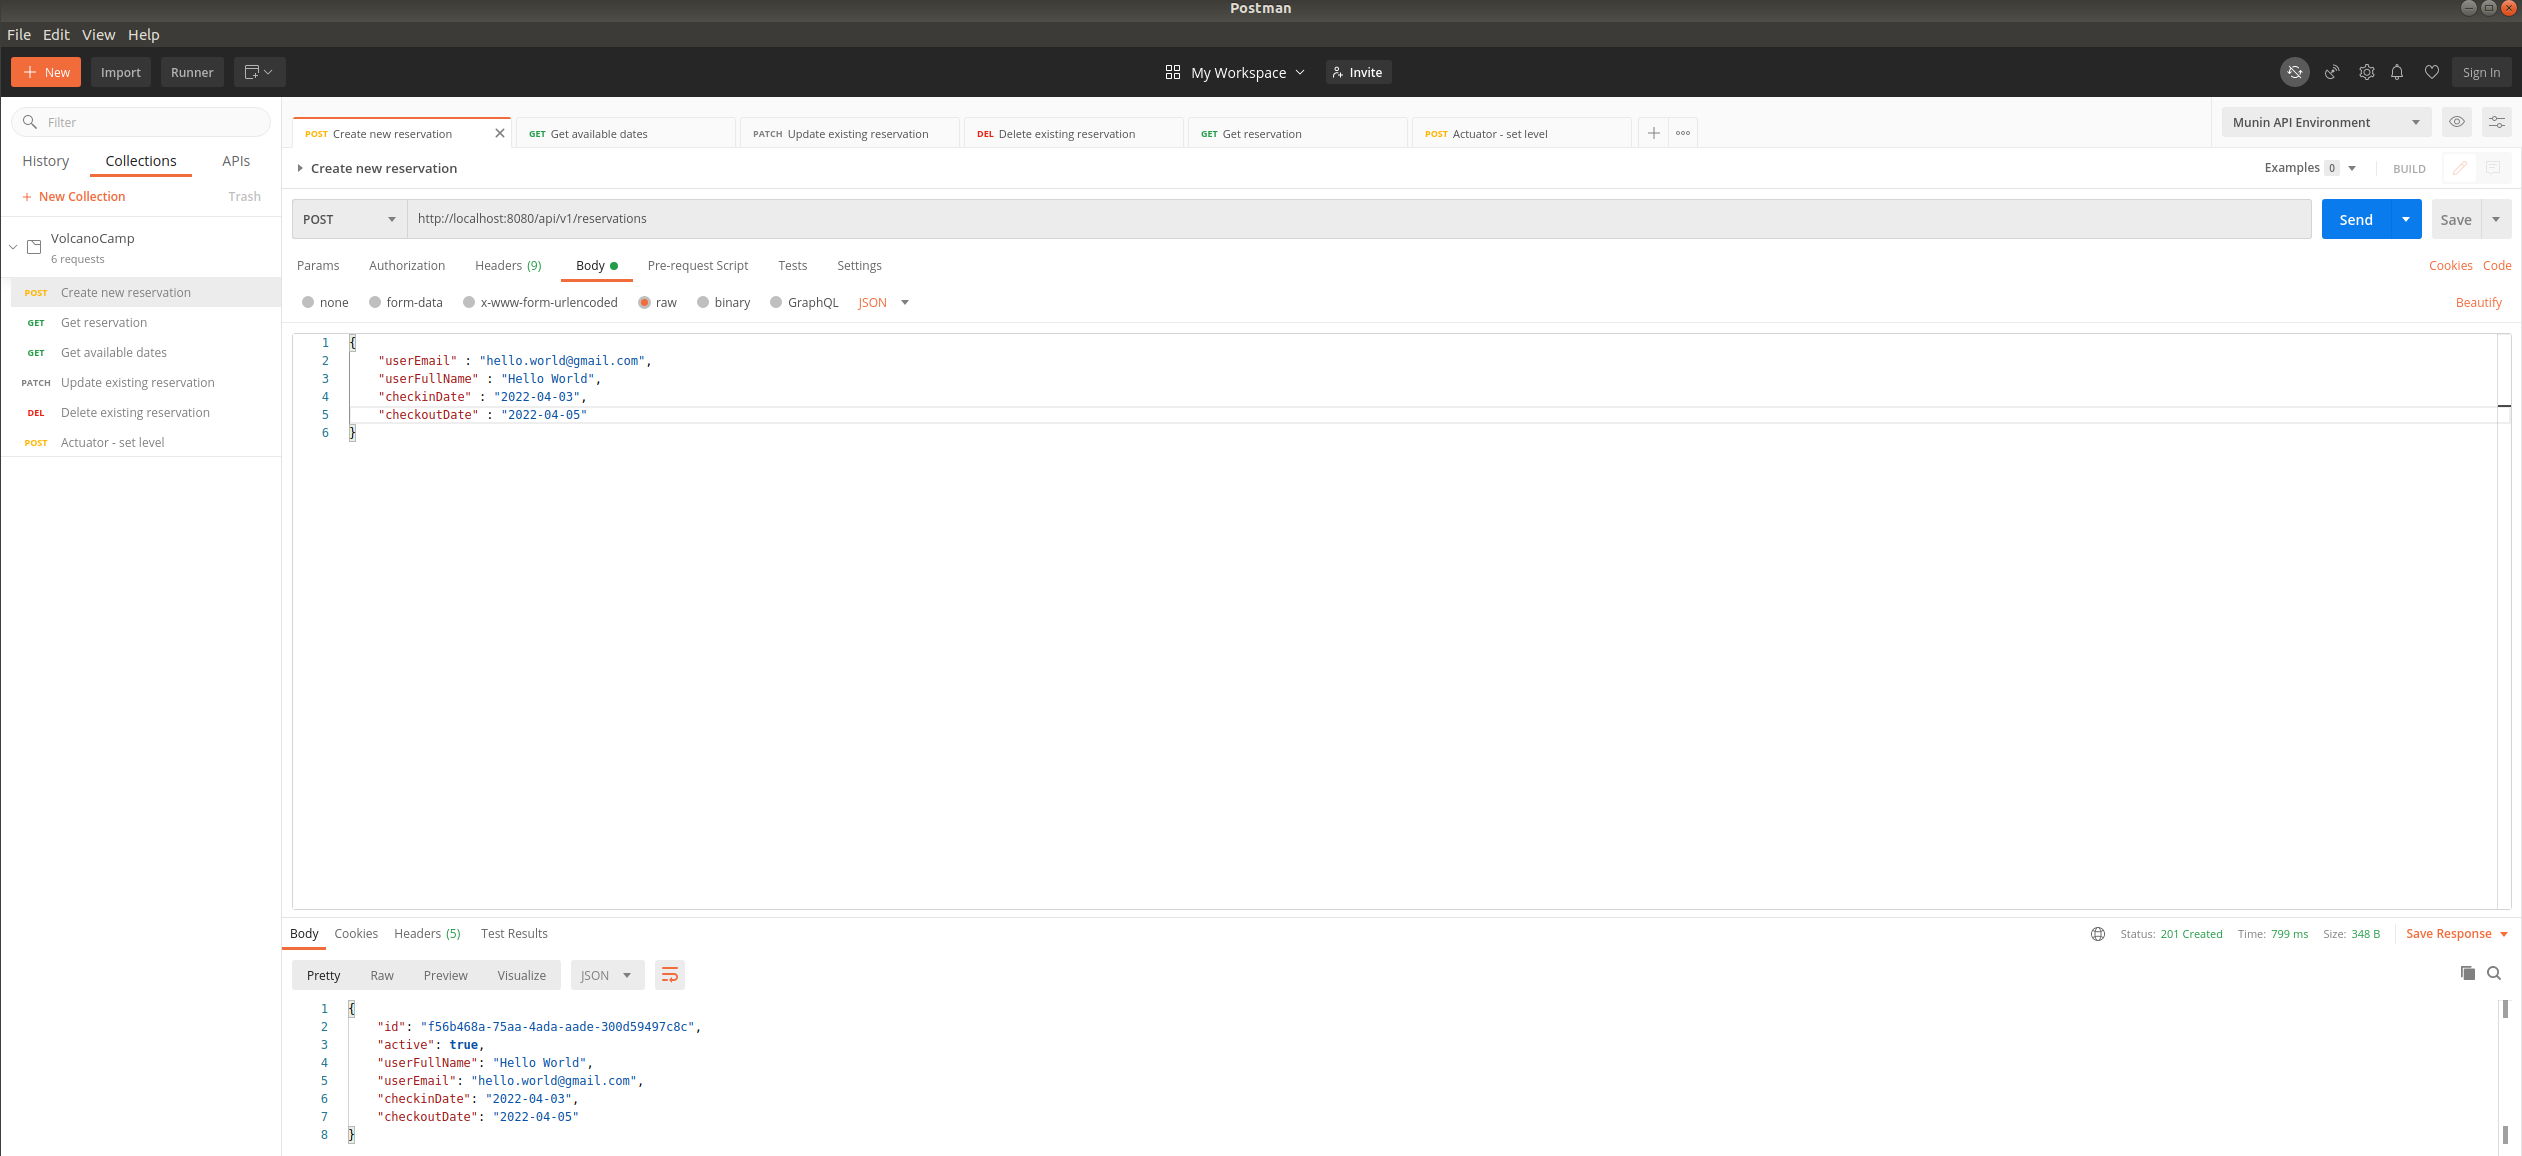 Postman
File Edit View Help
New Import Runner My Workspace Invite Sign In
Filter
History Collections APIs
New Collection Trash
VolcanoCamp
6 requests
POST Create new reservation
GET Get reservation
GET Get available dates
PATCH Update existing reservation
DEL Delete existing reservation
POST Actuator - set level
POST Create new reservation GET Get available dates PATCH Update existing reservation DEL Delete existing reservation GET Get reservation POST Actuator - set level
Munin API Environment
Create new reservation Examples 0 BUILD
POST http://localhost:8080/api/v1/reservations Send Save
Params Authorization Headers (9) Body Pre-request Script Tests Settings Cookies Code
none form-data x-www-form-urlencoded raw binary GraphQL JSON Beautify
1 {
2 "userEmail" : "hello.world@gmail.com",
3 "userFullName" : "Hello World",
4 "checkinDate" : "2022-04-03",
5 "checkoutDate" : "2022-04-05"
6 }
Body Cookies Headers (5) Test Results Status: 201 Created Time: 799 ms Size: 348 B Save Response
Pretty Raw Preview Visualize JSON
1 {
2 "id": "f56b468a-75aa-4ada-aade-300d59497c8c",
3 "active": true,
4 "userFullName": "Hello World",
5 "userEmail": "hello.world@gmail.com",
6 "checkinDate": "2022-04-03",
7 "checkoutDate": "2022-04-05"
8 }